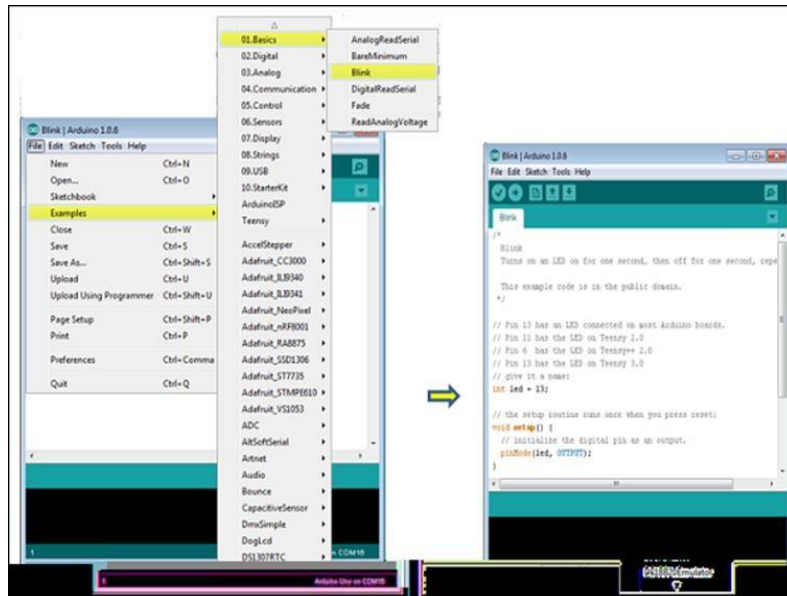 Blink | Arduino 1.0.6
File Edit Sketch Tools Help
New Ctrl+N
Open... Ctrl+O
Sketchbook
Examples
Close Ctrl+W
Save Ctrl+S
Save As... Ctrl+Shift+S
Upload Ctrl+U
Upload Using Programmer Ctrl+Shift+U
Page Setup Ctrl+Shift+P
Print Ctrl+P
Preferences Ctrl+Comma
Quit Ctrl+Q
1
n COM16
01.Basics
02.Digital
03.Analog
04.Communication
05.Control
06.Sensors
07.Display
08.Strings
09.USB
10.StarterKit
ArduinoISP
Teensy
AccelStepper
Adafruit_CC3000
Adafruit_ILI9340
Adafruit_ILI9341
Adafruit_NeoPixel
Adafruit_nRF8001
Adafruit_RA8875
Adafruit_SSD1306
Adafruit_ST7735
Adafruit_STMPE610
Adafruit_VS1053
ADC
AltSoftSerial
Artnet
Audio
Bounce
CapacitiveSensor
DmxSimple
DogLcd
DS1307RTC
AnalogReadSerial
BareMinimum
Blink
DigitalReadSerial
Fade
ReadAnalogVoltage
Blink | Arduino 1.0.6
File Edit Sketch Tools Help
Blink
/*
Blink
Turns on an LED on for one second, then off for one second, repe
This example code is in the public domain.
*/
// Pin 13 has an LED connected on most Arduino boards.
// Pin 11 has the LED on Teensy 2.0
// Pin 6 has the LED on Teensy++ 2.0
// Pin 13 has the LED on Teensy 3.0
// give it a name:
int led = 13;
// the setup routine runs once when you press reset:
void setup() {
// initialize the digital pin as an output.
pinMode(led, OUTPUT);
}
1
Arduino Uno on COM16